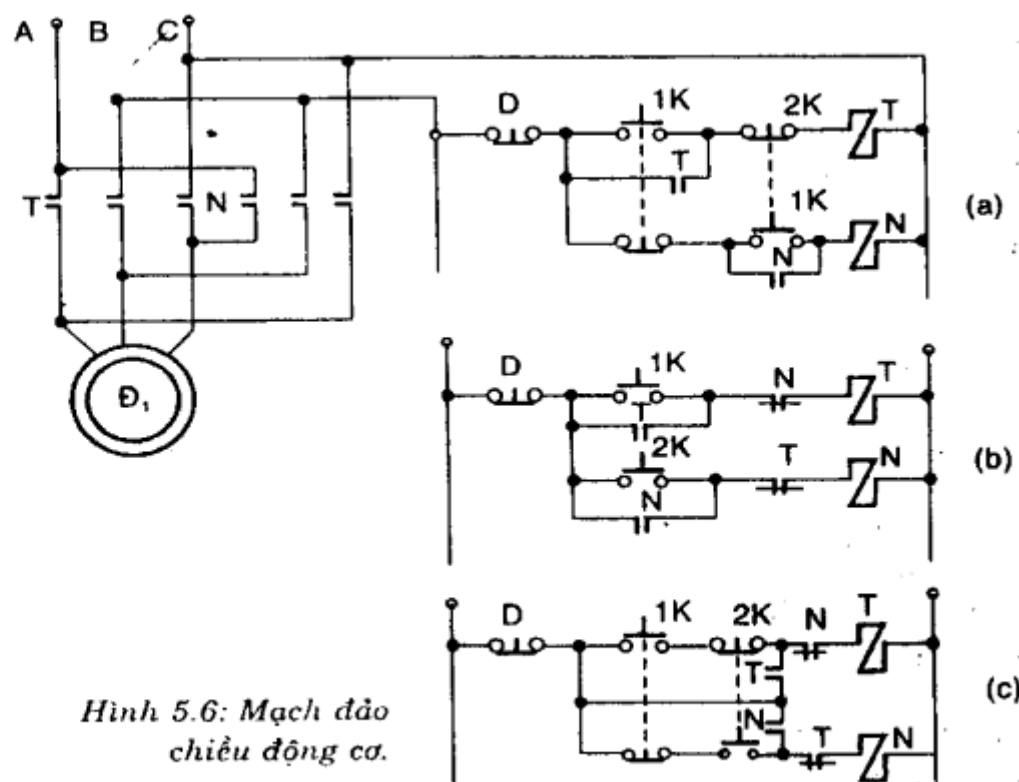 A B C
D 1K 2K T
T
T N 1K N (a)
N
Đ₁
D 1K N T
T
2K T N (b)
N
D 1K 2K N T
T (c)
N T N
Hình 5.6: Mạch đảo
chiều động cơ.